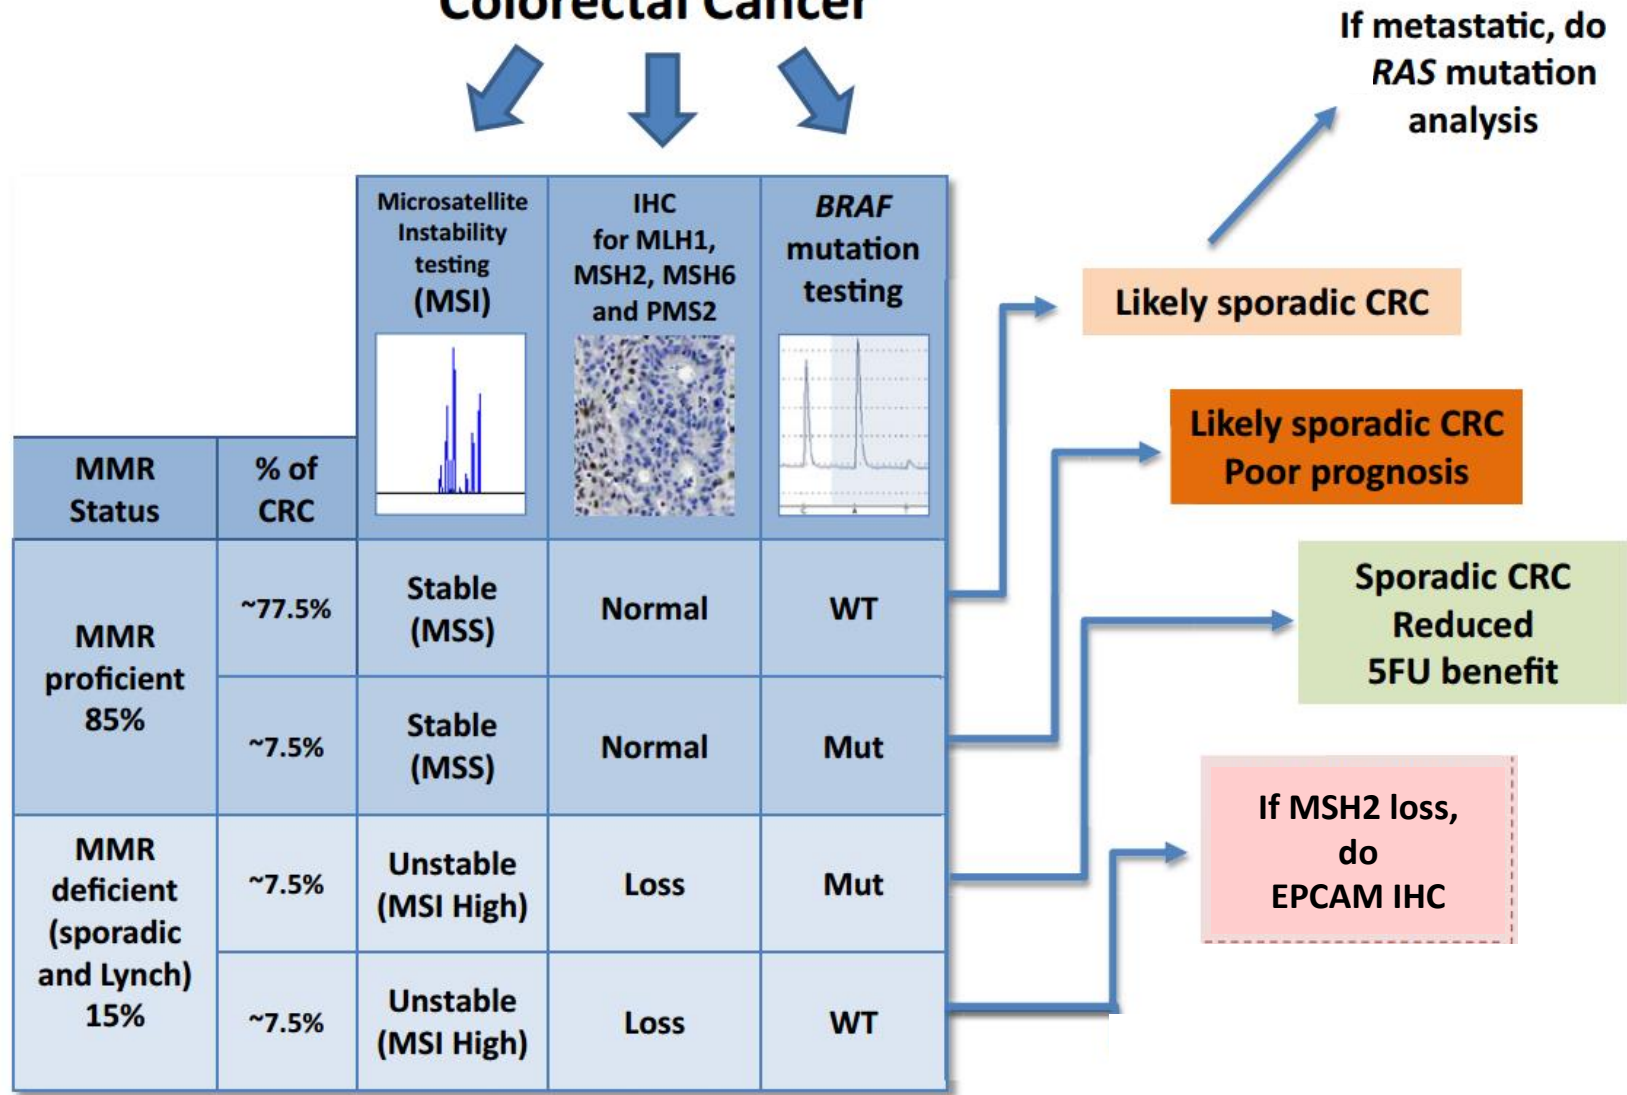 Colorectal Cancer
If metastatic, do
RAS mutation
analysis
Microsatellite
Instability
testing
(MSI)
IHC
for MLH1,
MSH2, MSH6
and PMS2
BRAF
mutation
testing
Likely sporadic CRC
Likely sporadic CRC
Poor prognosis
MMR
Status
% of
CRC
MMR
proficient
85%
~77.5%
Stable
(MSS)
Normal
WT
Sporadic CRC
Reduced
5FU benefit
~7.5%
Stable
(MSS)
Normal
Mut
MMR
deficient
(sporadic
and Lynch)
15%
~7.5%
Unstable
(MSI High)
Loss
Mut
If MSH2 loss,
do
EPCAM IHC
~7.5%
Unstable
(MSI High)
Loss
WT